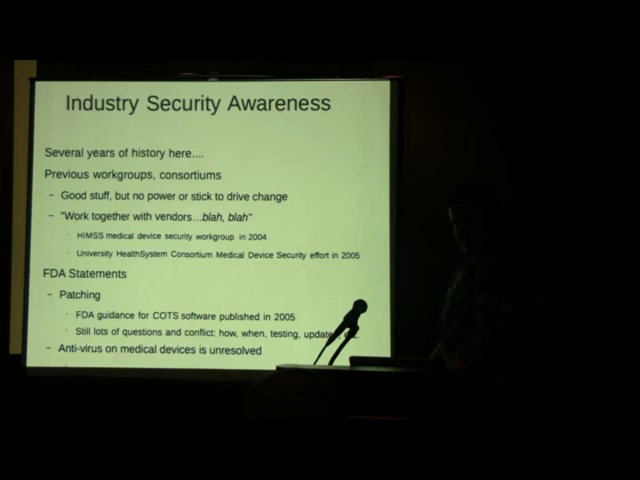 Industry Security Awareness
Several years of history here....
Previous workgroups, consortiums
– Good stuff, but no power or stick to drive change
– "Work together with vendors…blah, blah"
· HIMSS medical device security workgroup in 2004
· University HealthSystem Consortium Medical Device Security effort in 2005
FDA Statements
– Patching
· FDA guidance for COTS software published in 2005
· Still lots of questions and conflict: how, when, testing,
– Anti-virus on medical devices is unresolved